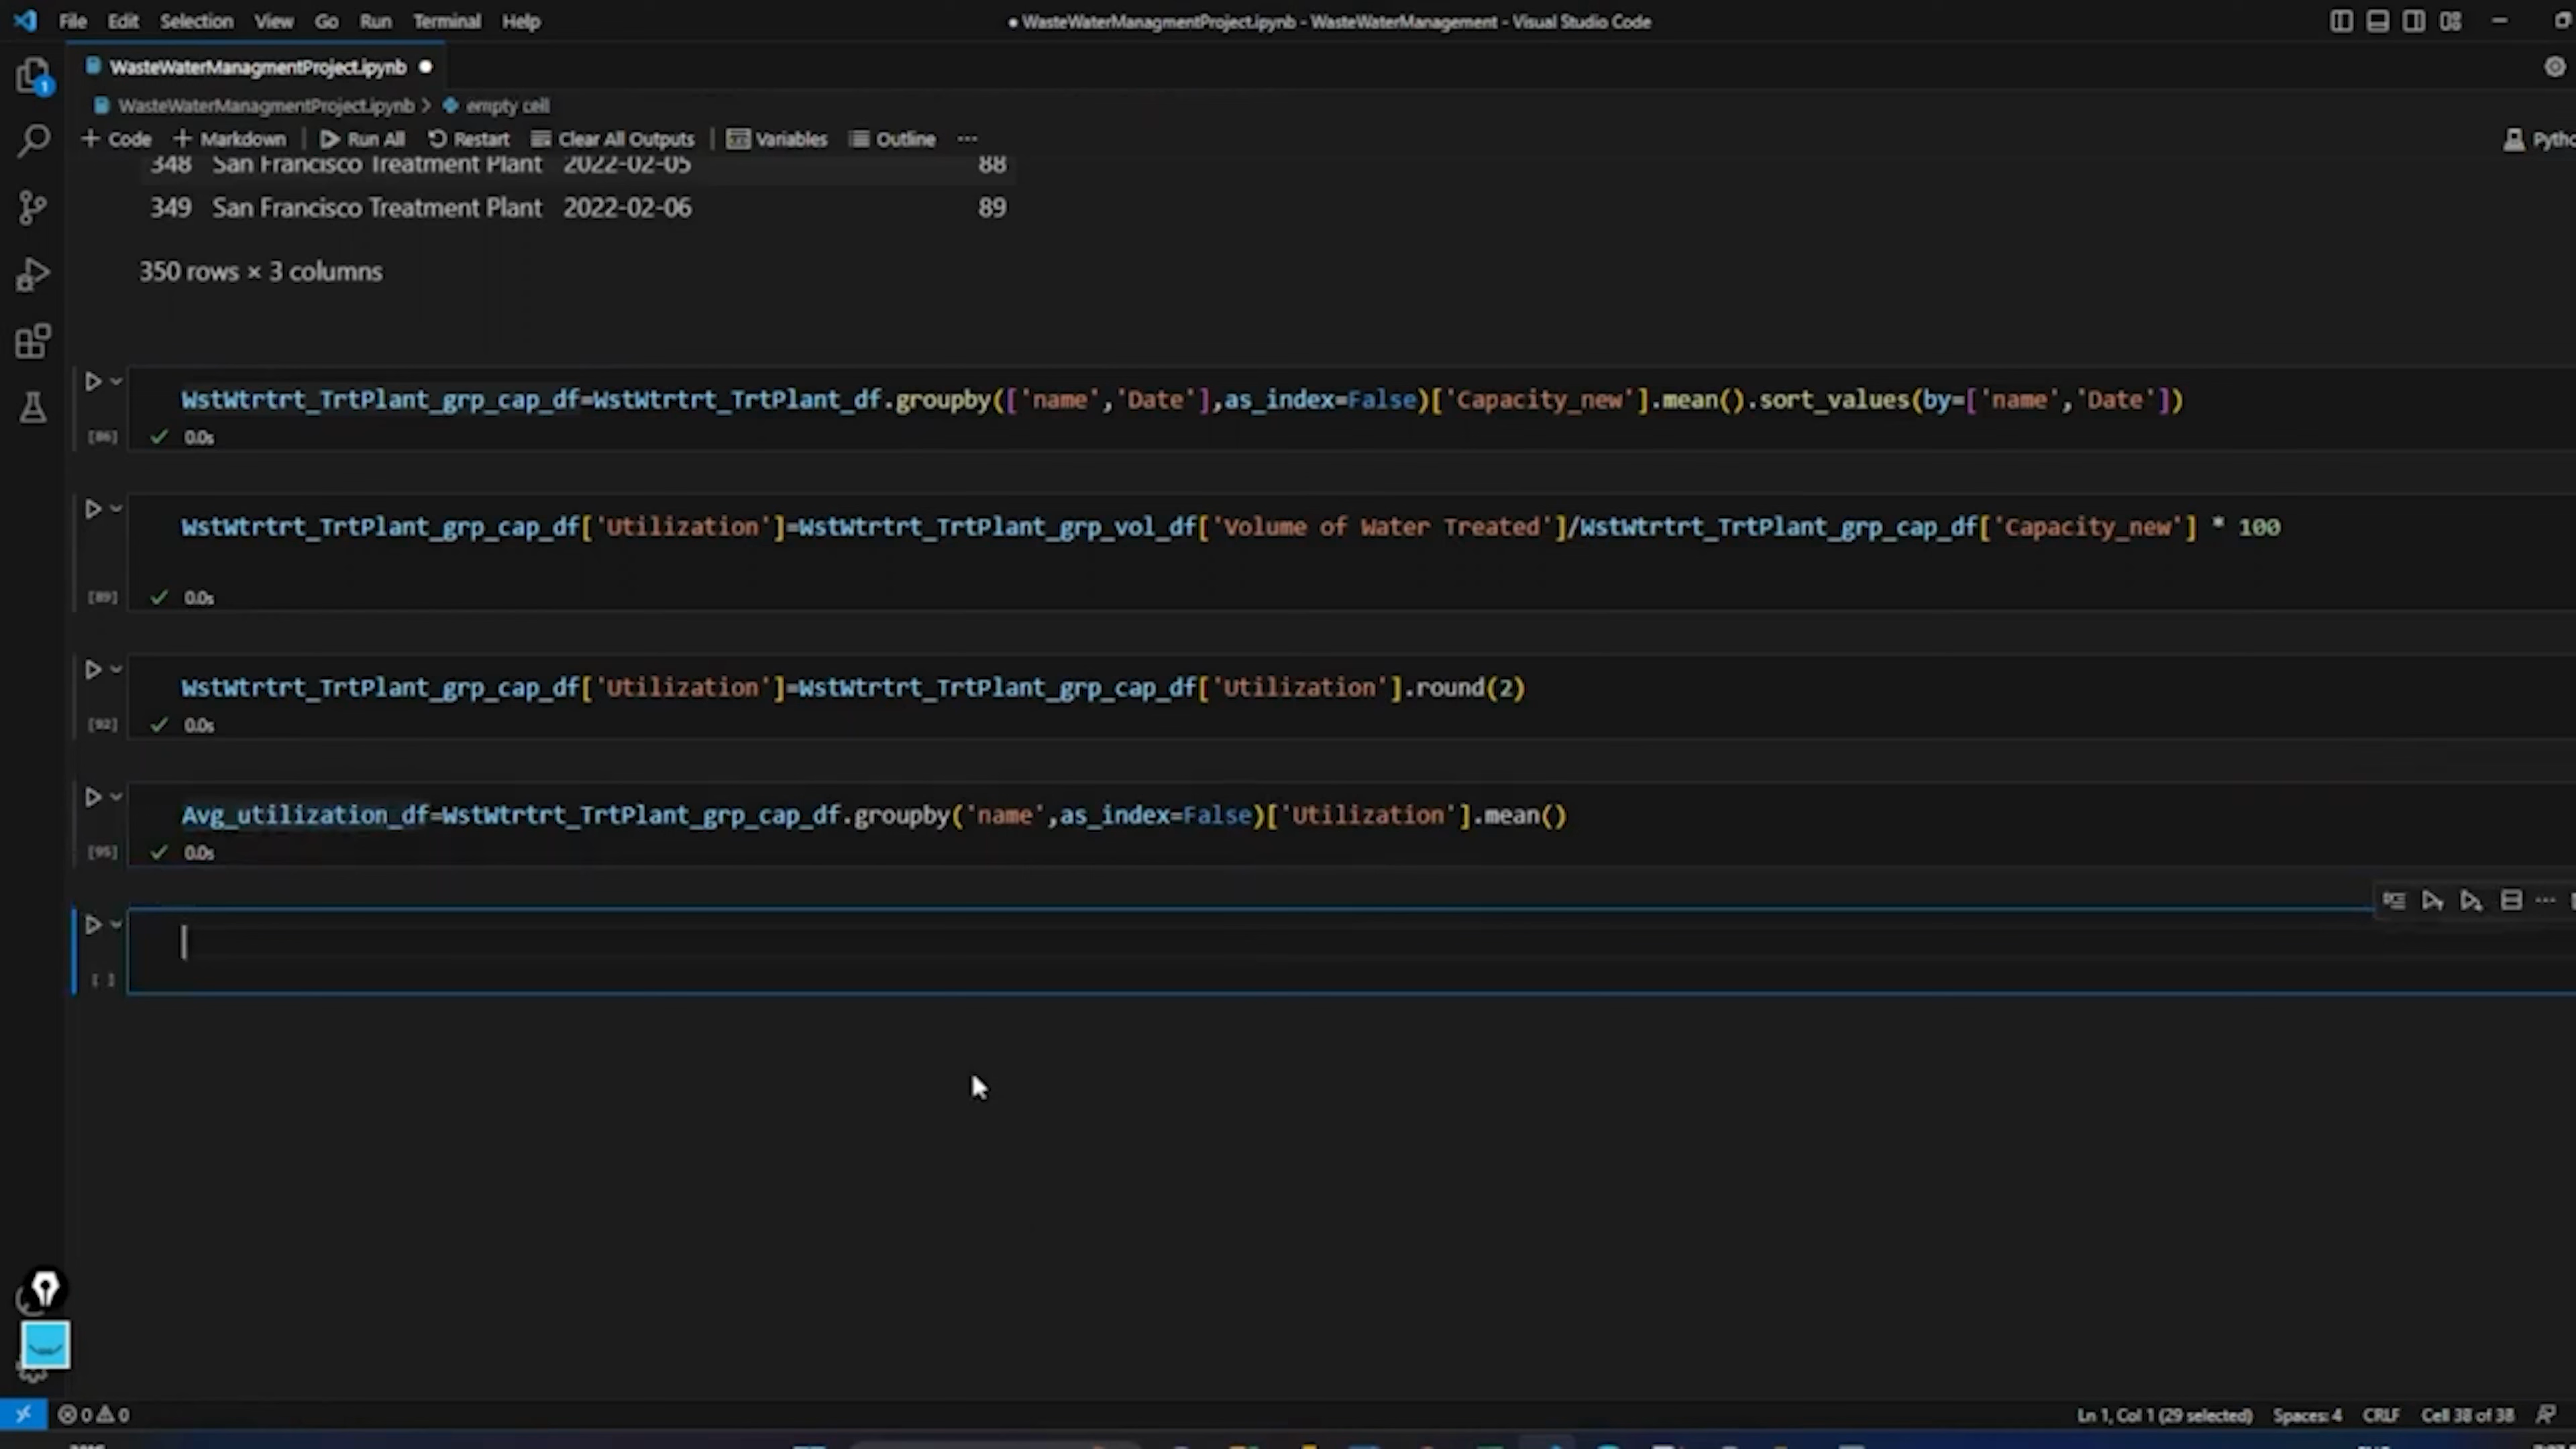 File Edit Selection View Go Run Terminal Help
● WasteWaterManagmentProject.ipynb - WasteWaterManagement - Visual Studio Code
WasteWaterManagmentProject.ipynb ●
1
WasteWaterManagmentProject.ipynb > empty cell
+ Code + Markdown | Run All Restart Clear All Outputs | Variables Outline ...
348 San Francisco Treatment Plant 2022-02-05 88
349 San Francisco Treatment Plant 2022-02-06 89
350 rows × 3 columns
WstWtrtrt_TrtPlant_grp_cap_df=WstWtrtrt_TrtPlant_df.groupby(['name','Date'],as_index=False)['Capacity_new'].mean().sort_values(by=['name','Date'])
[86] ✓ 0.0s
WstWtrtrt_TrtPlant_grp_cap_df['Utilization']=WstWtrtrt_TrtPlant_grp_vol_df['Volume of Water Treated']/WstWtrtrt_TrtPlant_grp_cap_df['Capacity_new'] * 100
[89] ✓ 0.0s
WstWtrtrt_TrtPlant_grp_cap_df['Utilization']=WstWtrtrt_TrtPlant_grp_cap_df['Utilization'].round(2)
[92] ✓ 0.0s
Avg_utilization_df=WstWtrtrt_TrtPlant_grp_cap_df.groupby('name',as_index=False)['Utilization'].mean()
[95] ✓ 0.0s
[ ]
0 0 Ln 1, Col 1 (29 selected) Spaces: 4 CRLF Cell 38 of 38